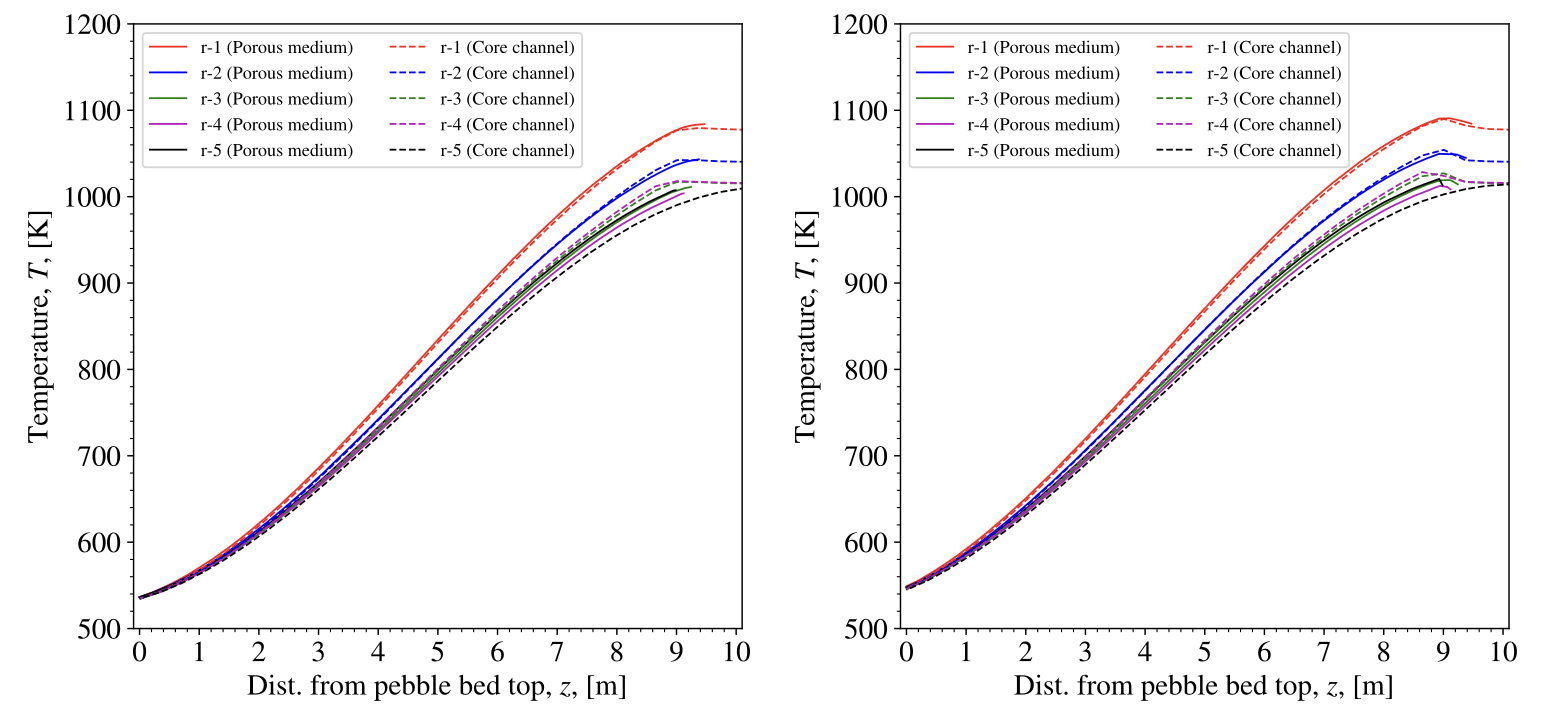 1200
1100
1000
900
800
700
600
500
0 1 2 3 4 5 6 7 8 9 10
Temperature, T, [K]
Dist. from pebble bed top, z, [m]
r-1 (Porous medium) r-1 (Core channel)
r-2 (Porous medium) r-2 (Core channel)
r-3 (Porous medium) r-3 (Core channel)
r-4 (Porous medium) r-4 (Core channel)
r-5 (Porous medium) r-5 (Core channel)
1200
1100
1000
900
800
700
600
500
0 1 2 3 4 5 6 7 8 9 10
Temperature, T, [K]
Dist. from pebble bed top, z, [m]
r-1 (Porous medium) r-1 (Core channel)
r-2 (Porous medium) r-2 (Core channel)
r-3 (Porous medium) r-3 (Core channel)
r-4 (Porous medium) r-4 (Core channel)
r-5 (Porous medium) r-5 (Core channel)